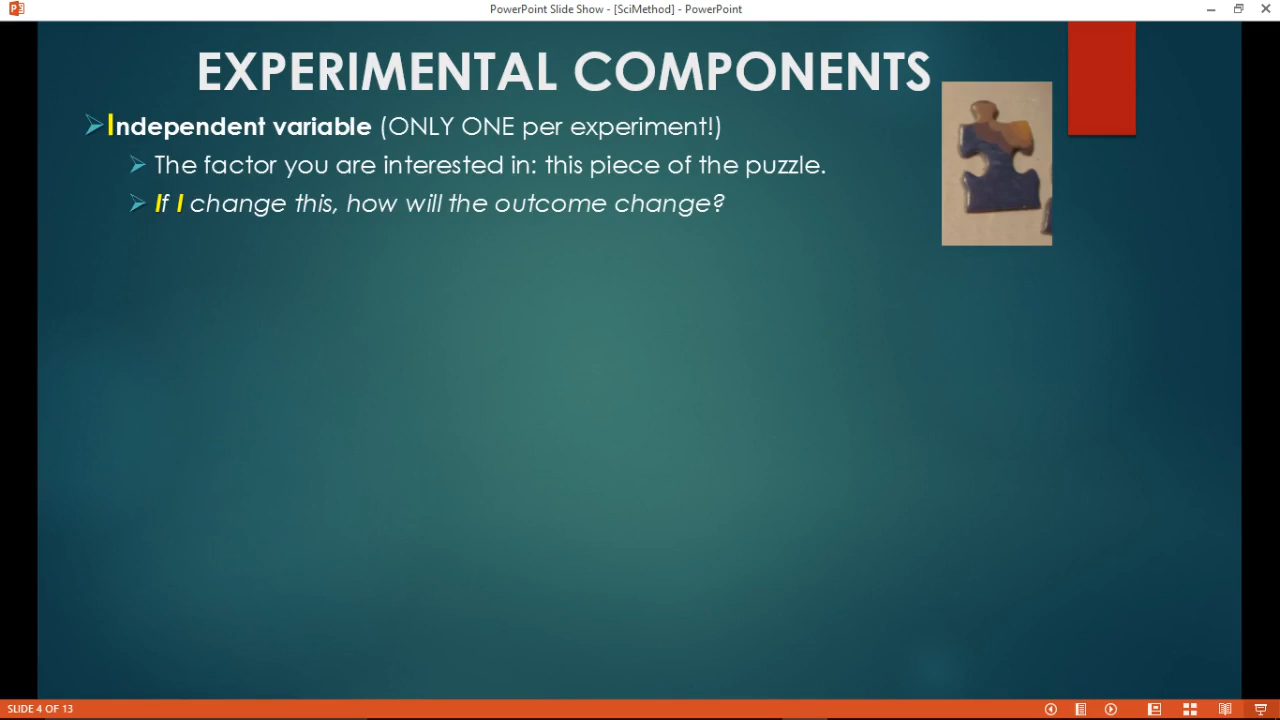 PowerPoint Slide Show - [SciMethod] - PowerPoint
EXPERIMENTAL COMPONENTS
Independent variable (ONLY ONE per experiment!)
The factor you are interested in: this piece of the puzzle.
If I change this, how will the outcome change?
SLIDE 4 OF 13